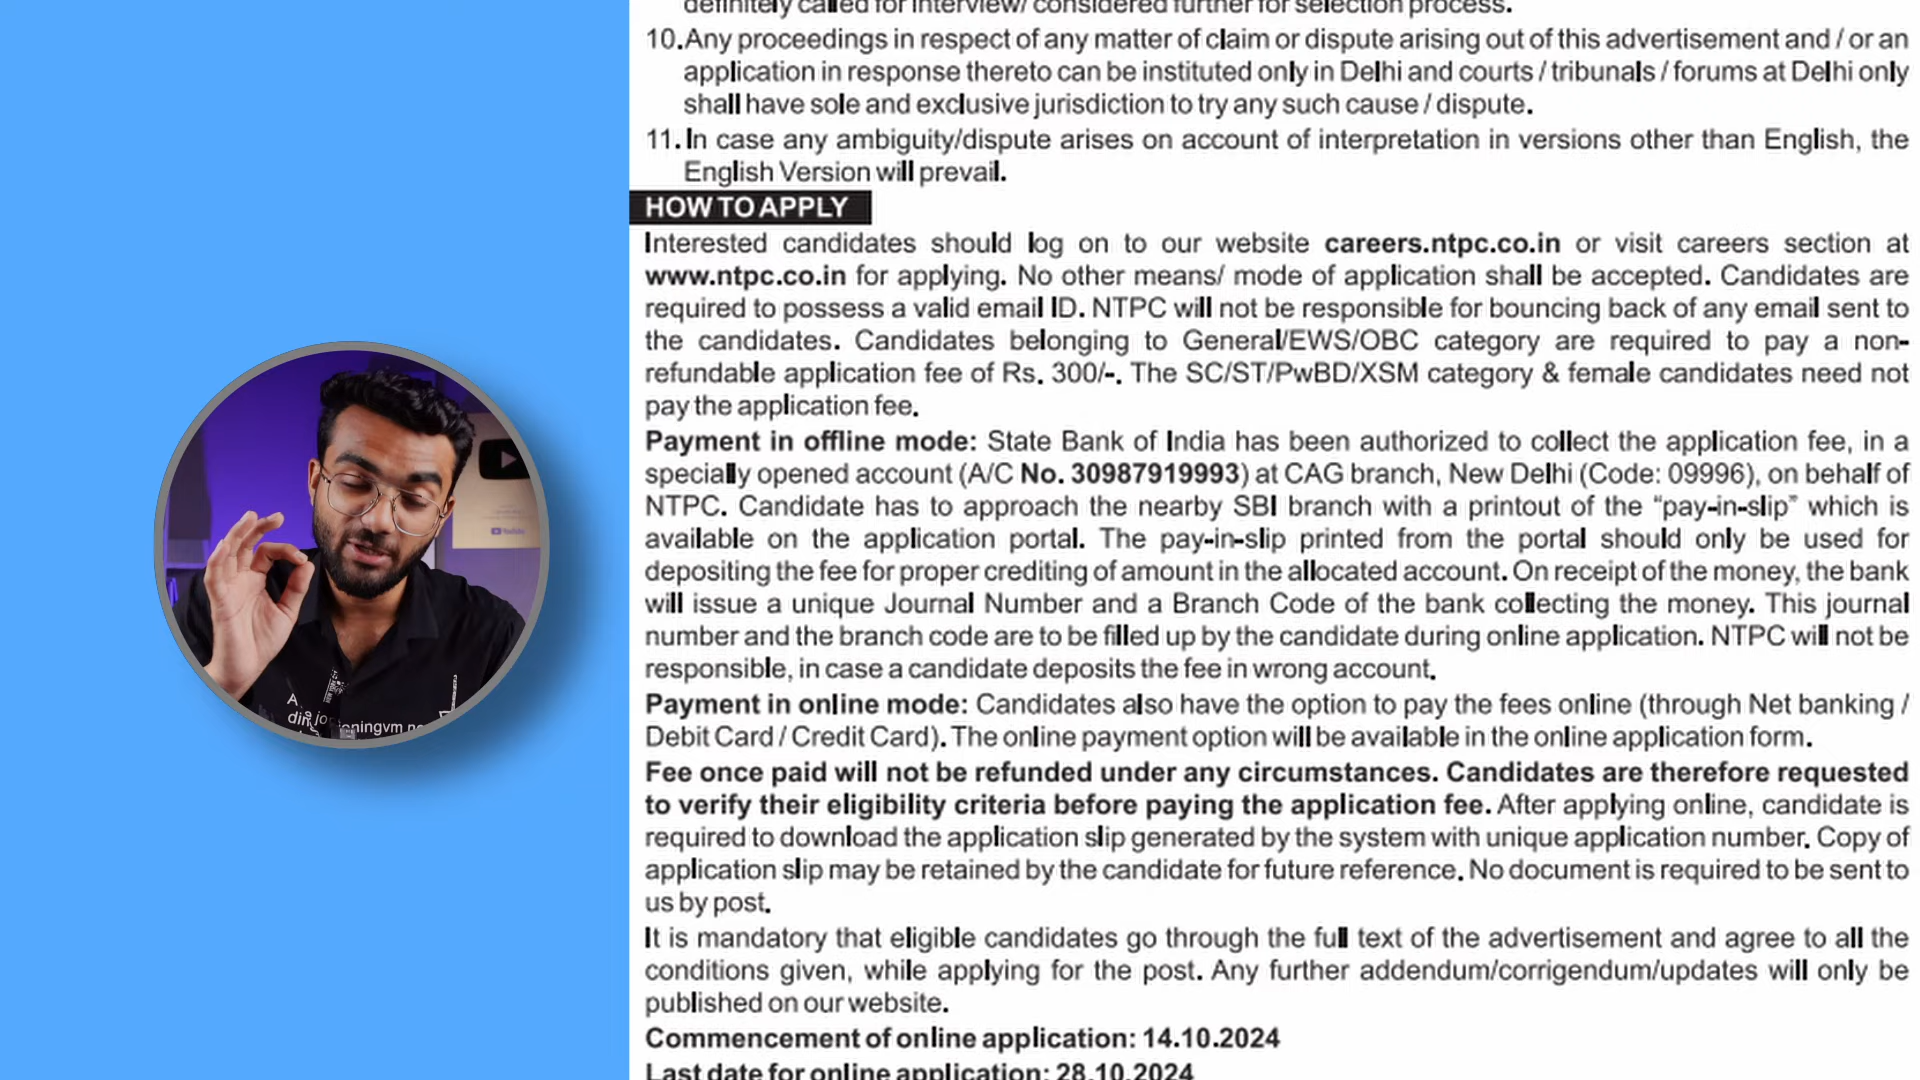 definitely called for interview/ considered further for selection process.
10.Any proceedings in respect of any matter of claim or dispute arising out of this advertisement and / or an
application in response thereto can be instituted only in Delhi and courts / tribunals / forums at Delhi only
shall have sole and exclusive jurisdiction to try any such cause / dispute.
11. In case any ambiguity/dispute arises on account of interpretation in versions other than English, the
English Version will prevail.
HOW TO APPLY
Interested candidates should log on to our website careers.ntpc.co.in or visit careers section at
www.ntpc.co.in for applying. No other means/ mode of application shall be accepted. Candidates are
required to possess a valid email ID. NTPC will not be responsible for bouncing back of any email sent to
the candidates. Candidates belonging to General/EWS/OBC category are required to pay a non-
refundable application fee of Rs. 300/-. The SC/ST/PwBD/XSM category & female candidates need not
pay the application fee.
Payment in offline mode: State Bank of India has been authorized to collect the application fee, in a
specially opened account (A/C No. 30987919993) at CAG branch, New Delhi (Code: 09996), on behalf of
NTPC. Candidate has to approach the nearby SBI branch with a printout of the “pay-in-slip” which is
available on the application portal. The pay-in-slip printed from the portal should only be used for
depositing the fee for proper crediting of amount in the allocated account. On receipt of the money, the bank
will issue a unique Journal Number and a Branch Code of the bank collecting the money. This journal
number and the branch code are to be filled up by the candidate during online application. NTPC will not be
responsible, in case a candidate deposits the fee in wrong account.
Payment in online mode: Candidates also have the option to pay the fees online (through Net banking /
Debit Card / Credit Card). The online payment option will be available in the online application form.
Fee once paid will not be refunded under any circumstances. Candidates are therefore requested
to verify their eligibility criteria before paying the application fee. After applying online, candidate is
required to download the application slip generated by the system with unique application number. Copy of
application slip may be retained by the candidate for future reference. No document is required to be sent to
us by post.
It is mandatory that eligible candidates go through the full text of the advertisement and agree to all the
conditions given, while applying for the post. Any further addendum/corrigendum/updates will only be
published on our website.
Commencement of online application: 14.10.2024
Last date for online application: 28.10.2024